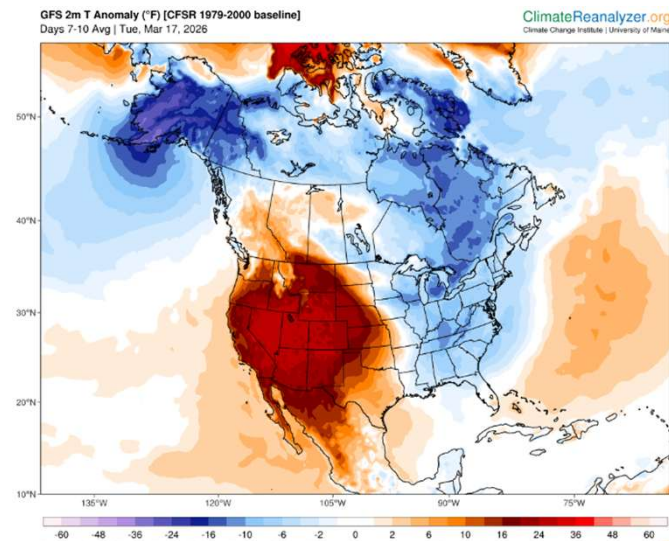 GFS 2m T Anomaly (°F) [CFSR 1979-2000 baseline]
Days 7-10 Avg | Tue, Mar 17, 2026
ClimateReanalyzer.org
Climate Change Institute | University of Maine
50°N
40°N
30°N
20°N
10°N
135°W 120°W 105°W 90°W 75°W
-60 -48 -36 -24 -16 -10 -6 -2 0 2 6 10 16 24 36 48 60